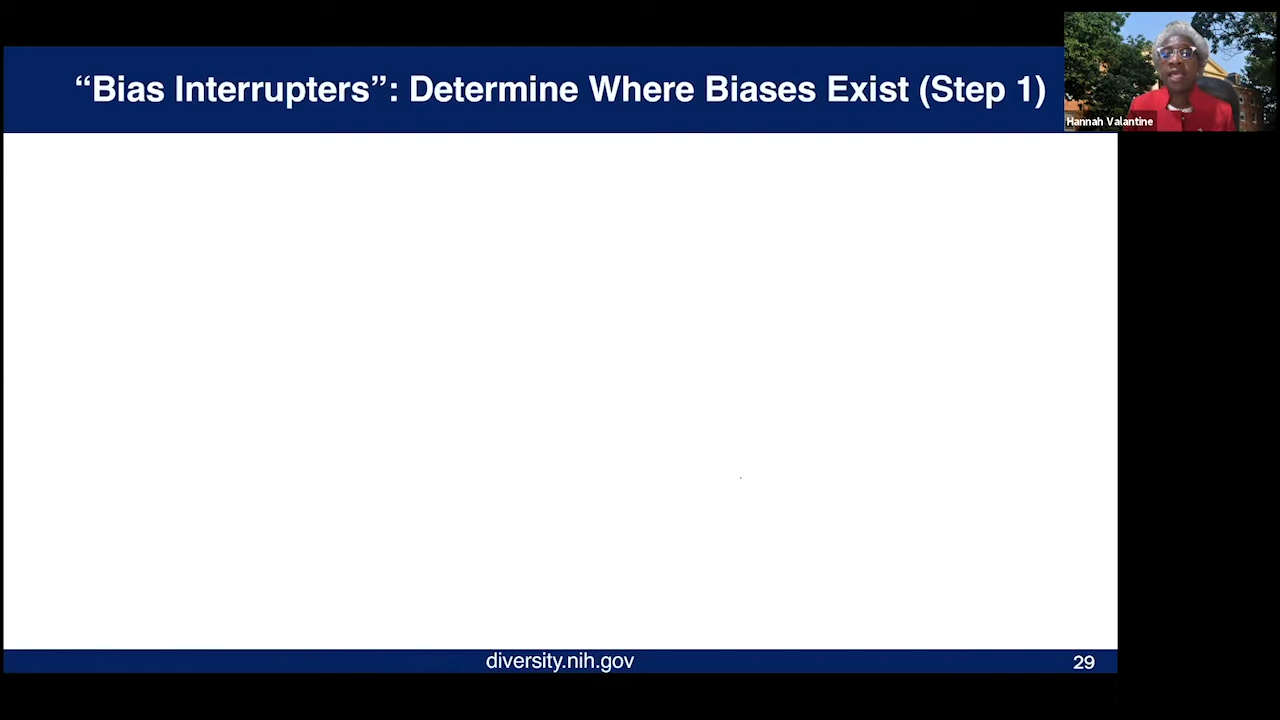 “Bias Interrupters”: Determine Where Biases Exist (Step 1)
Hannah Valantine
diversity.nih.gov
29